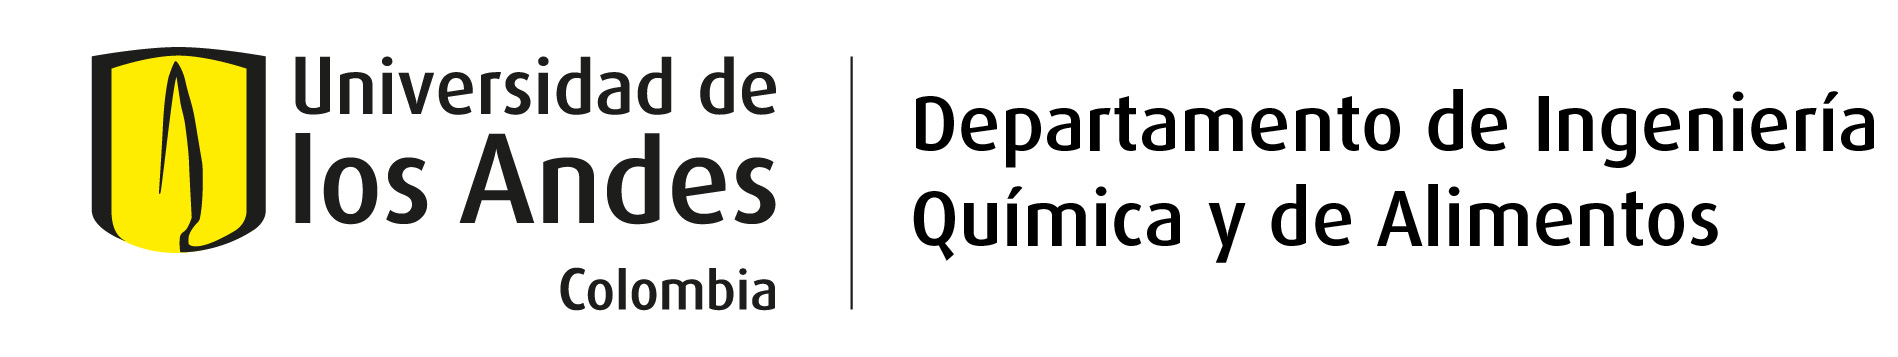 Universidad de
los Andes
Colombia
Departamento de Ingeniería
Química y de Alimentos